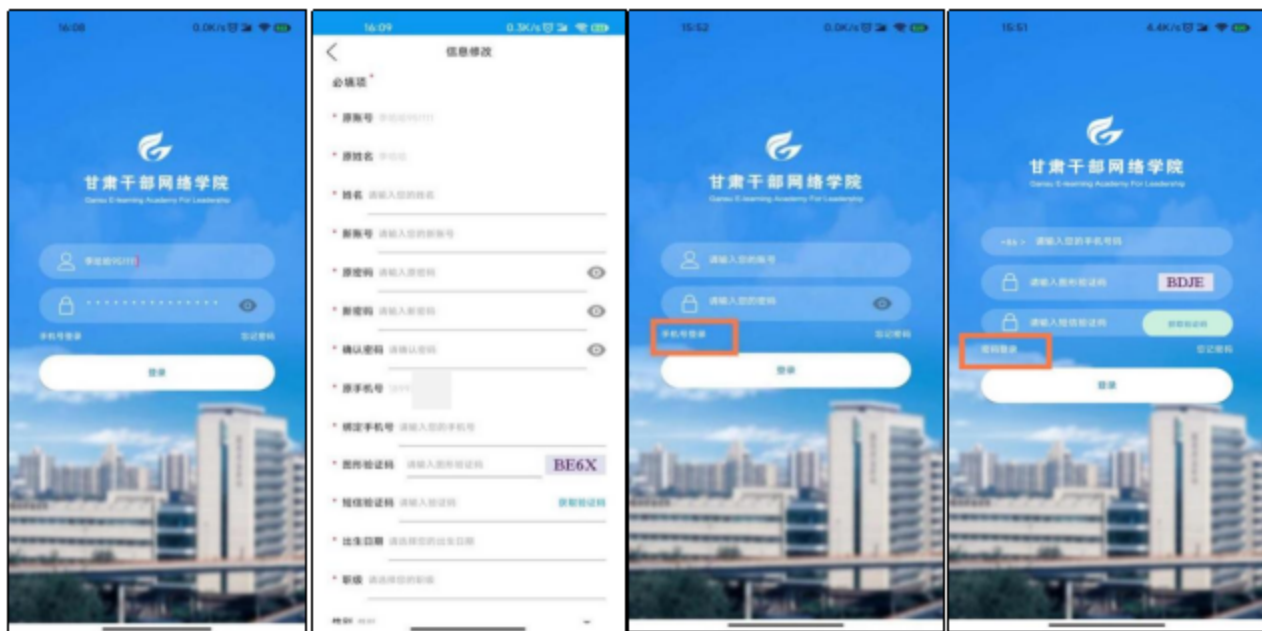 16:08
0.0K/s
甘肃干部网络学院
Gansu E-learning Academy For Leadership
手机号登录
忘记密码
登录
16:09
0.3K/s
信息修改
必填项*
* 原账号
* 原姓名
* 姓名 请输入您的姓名
* 新账号 请输入您的新账号
* 原密码 请输入原密码
* 新密码 请输入新密码
* 确认密码 请确认密码
* 原手机号
* 绑定手机号 请输入您的手机号
* 图形验证码 请输入图形验证码 BE6X
* 短信验证码 请输入验证码 获取验证码
* 出生日期 请选择您的出生日期
* 职级 请选择您的职级
15:52
0.0K/s
甘肃干部网络学院
Gansu E-learning Academy For Leadership
请输入您的账号
请输入您的密码
手机号登录
忘记密码
登录
15:51
4.4K/s
甘肃干部网络学院
Gansu E-learning Academy For Leadership
+86 > 请输入您的手机号码
请输入图形验证码 BDJE
请输入短信验证码 获取验证码
密码登录
忘记密码
登录